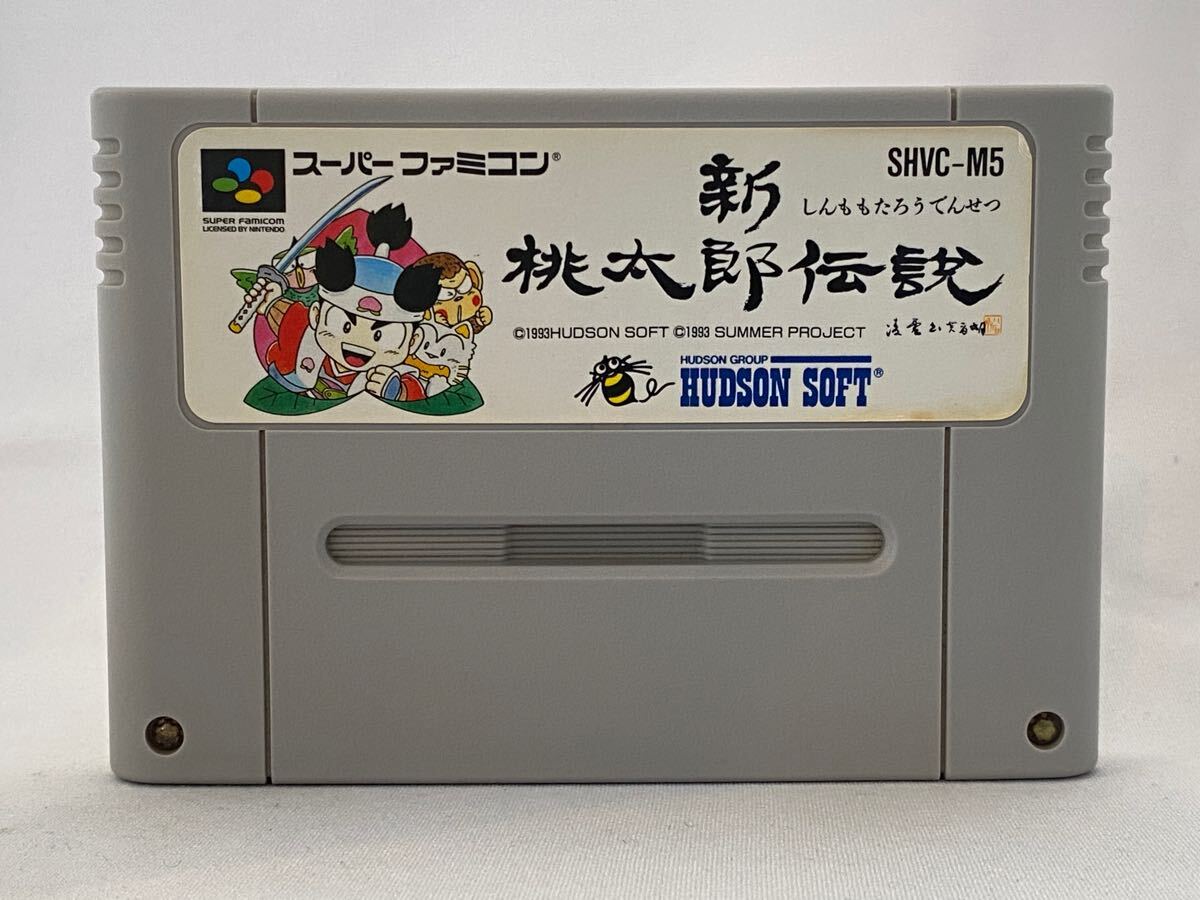 スーパーファミコン®
SUPER FAMICOM
LICENSED BY NINTENDO
SHVC-M5
新
しんももたろうでんせつ
桃太郎伝説
©1993HUDSON SOFT ©1993 SUMMER PROJECT
HUDSON GROUP
HUDSON SOFT®